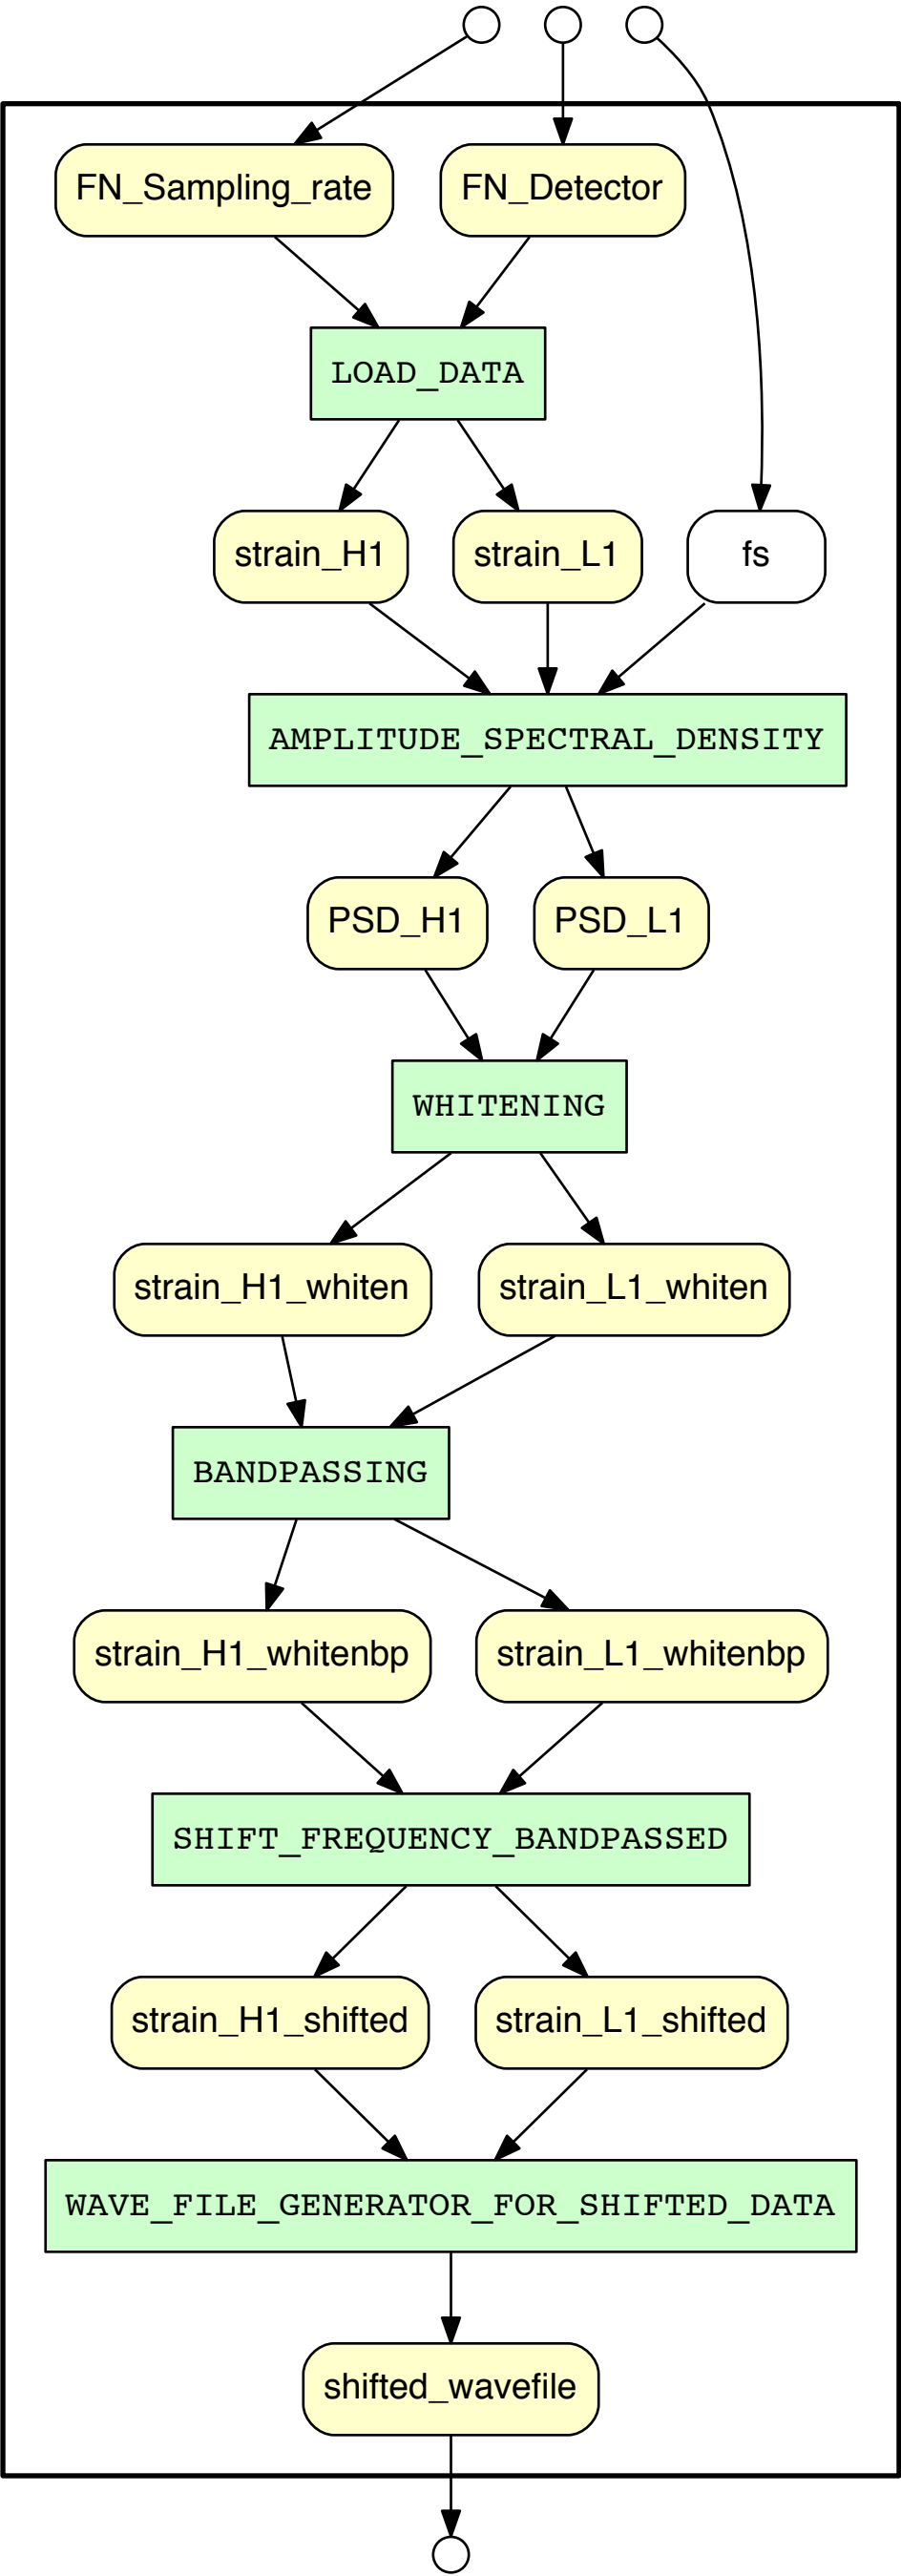 FN_Sampling_rate
FN_Detector
LOAD_DATA
strain_H1
strain_L1
fs
AMPLITUDE_SPECTRAL_DENSITY
PSD_H1
PSD_L1
WHITENING
strain_H1_whiten
strain_L1_whiten
BANDPASSING
strain_H1_whitenbp
strain_L1_whitenbp
SHIFT_FREQUENCY_BANDPASSED
strain_H1_shifted
strain_L1_shifted
WAVE_FILE_GENERATOR_FOR_SHIFTED_DATA
shifted_wavefile